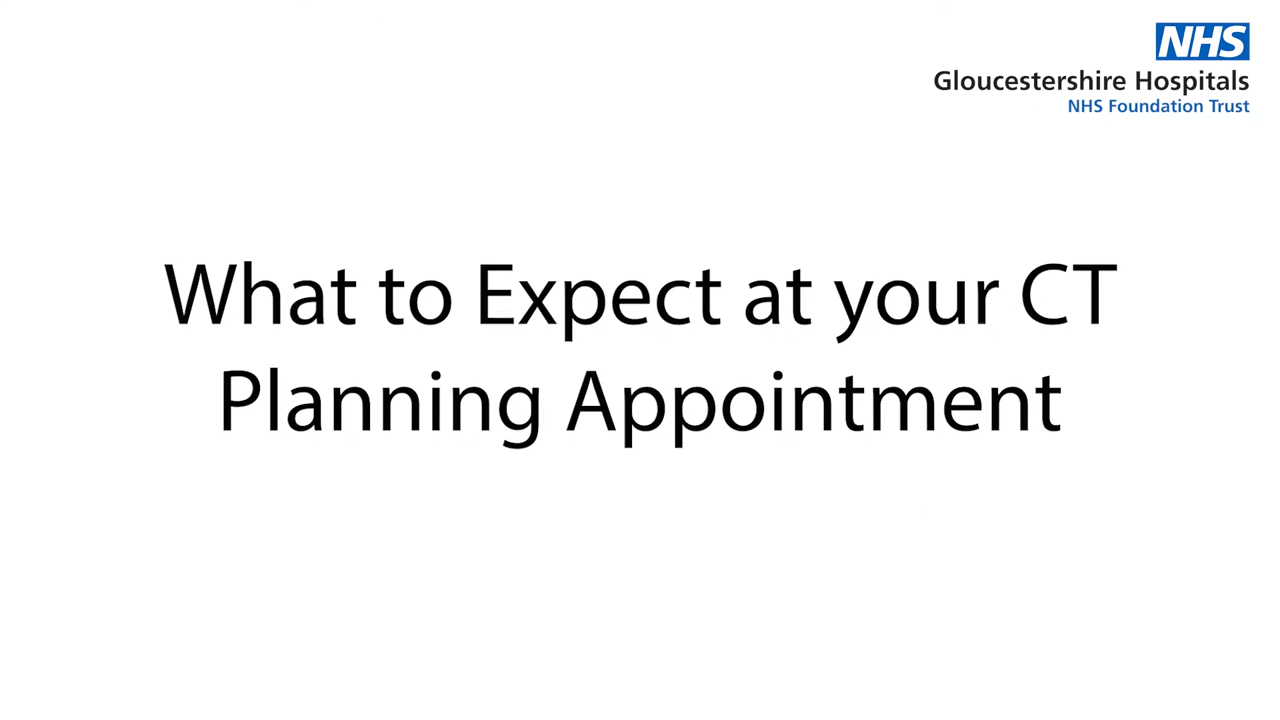 NHS
Gloucestershire Hospitals
NHS Foundation Trust
What to Expect at your CT
Planning Appointment